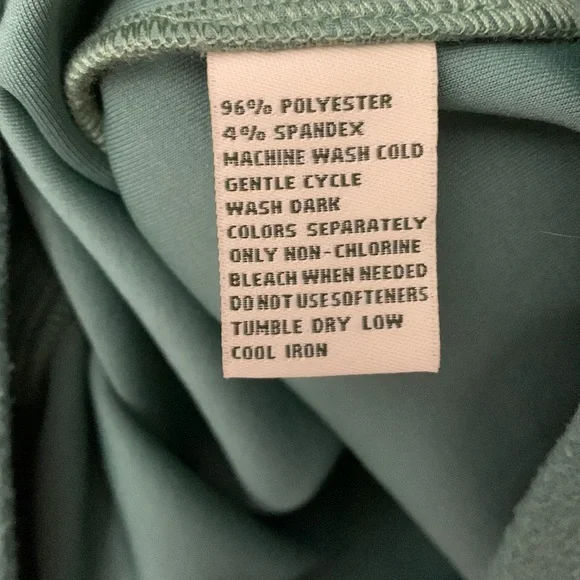 96% POLYESTER
4% SPANDEX
MACHINE WASH COLD
GENTLE CYCLE
WASH DARK
COLORS SEPARATELY
ONLY NON-CHLORINE
BLEACH WHEN NEEDED
DO NOT USE SOFTENERS
TUMBLE DRY LOW
COOL IRON